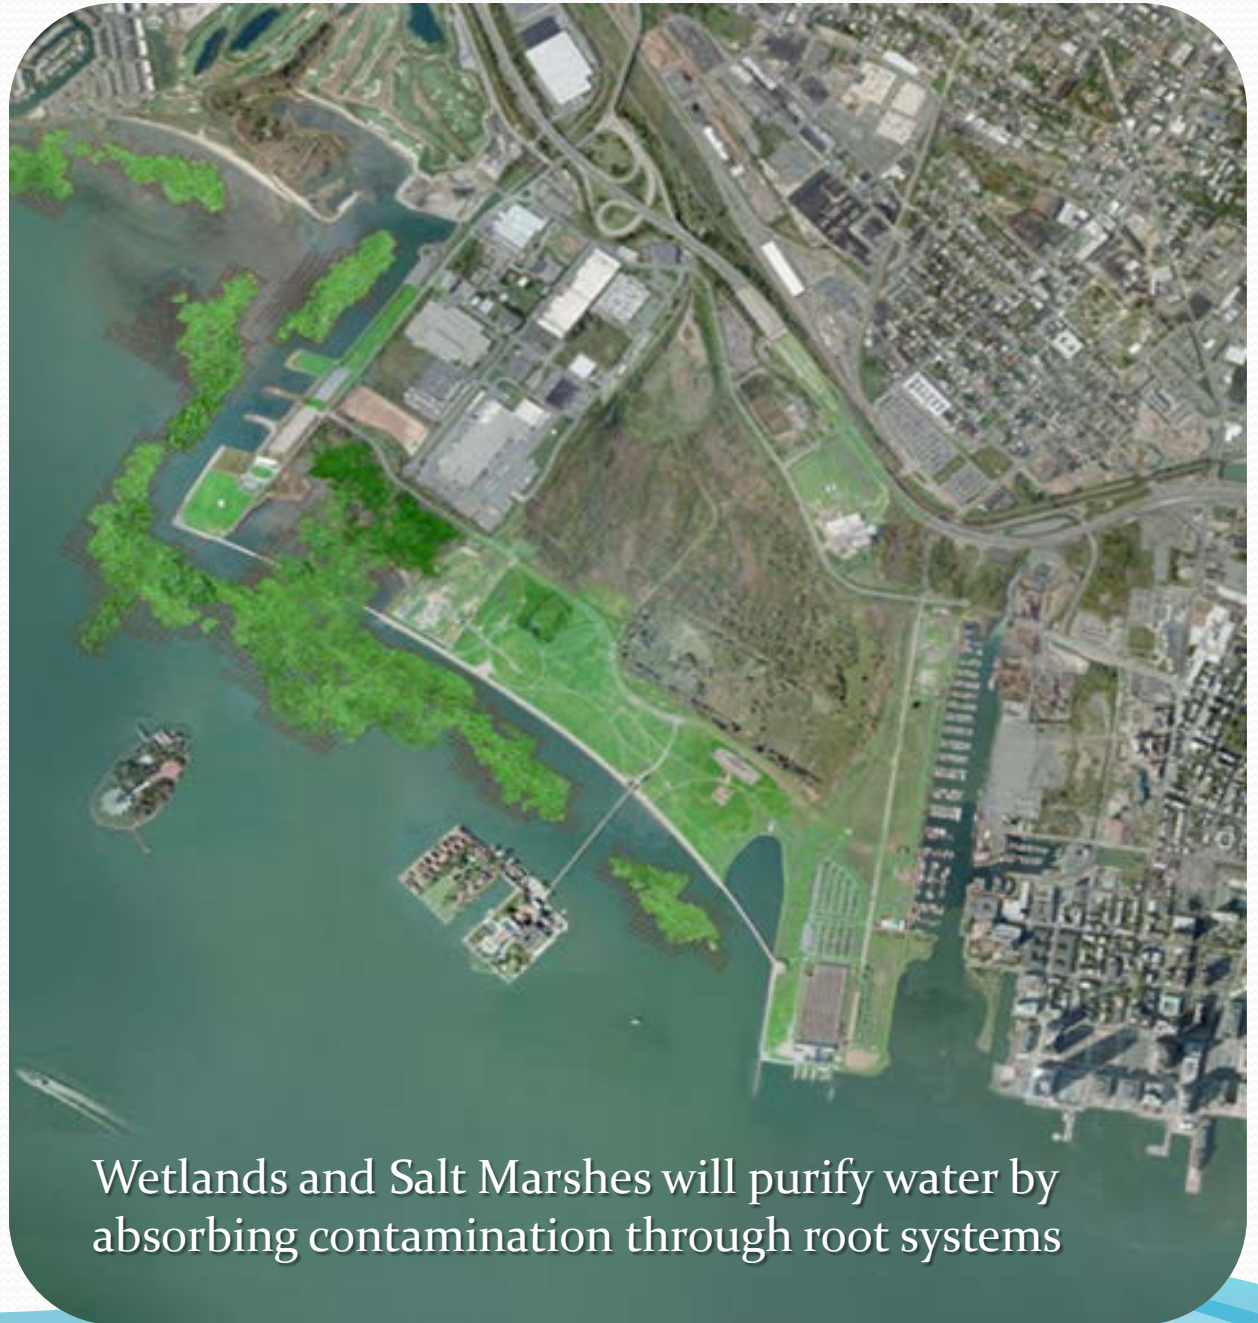 Wetlands and Salt Marshes will purify water by
absorbing contamination through root systems